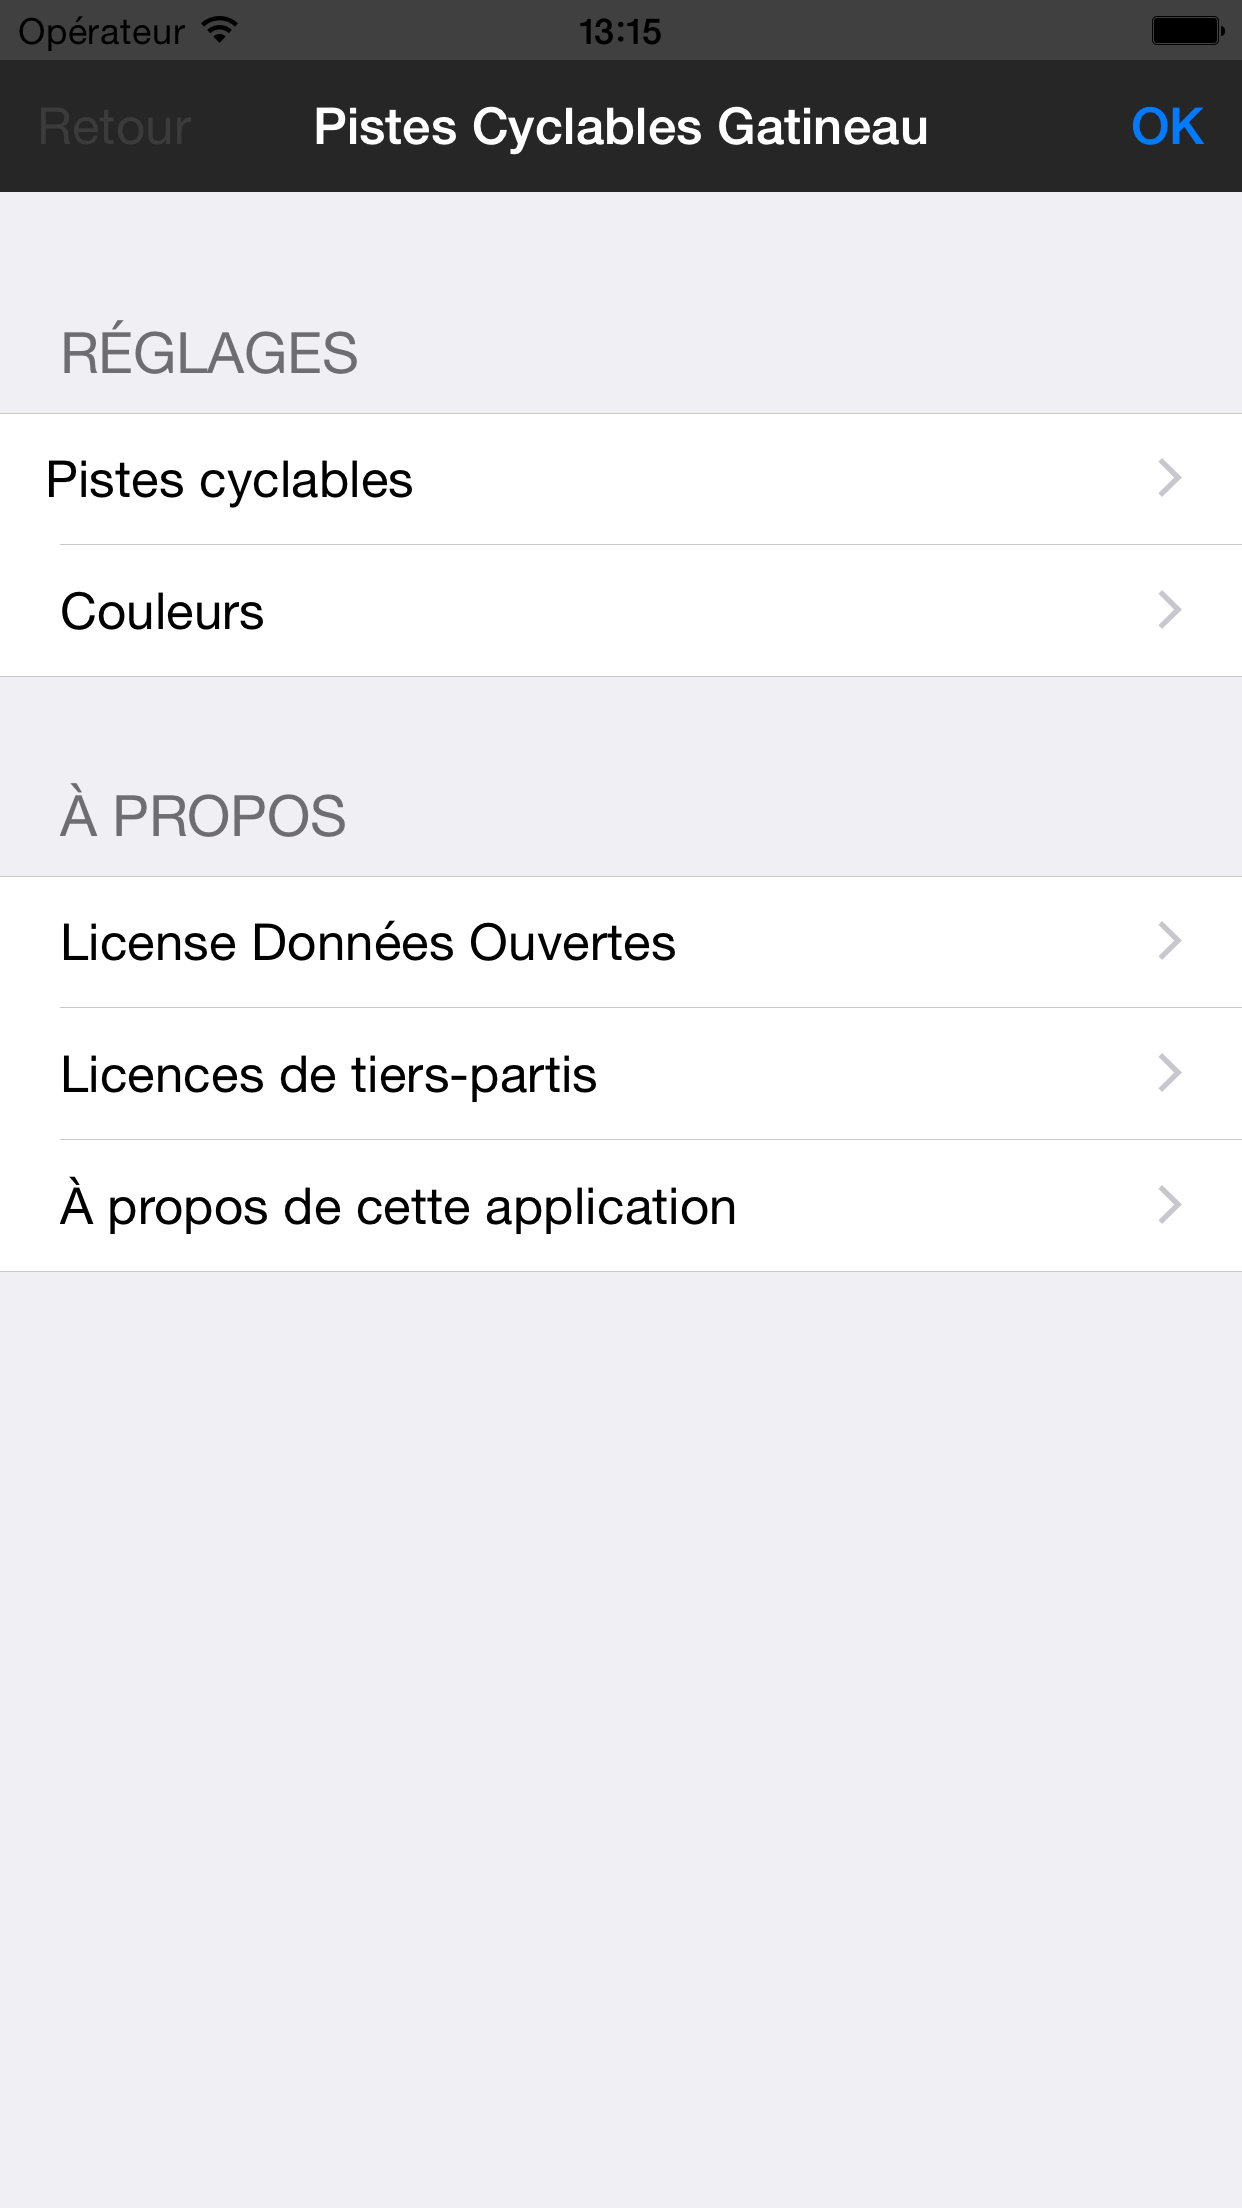 Opérateur 13:15
Retour Pistes Cyclables Gatineau OK
RÉGLAGES
Pistes cyclables
Couleurs
À PROPOS
License Données Ouvertes
Licences de tiers-partis
À propos de cette application